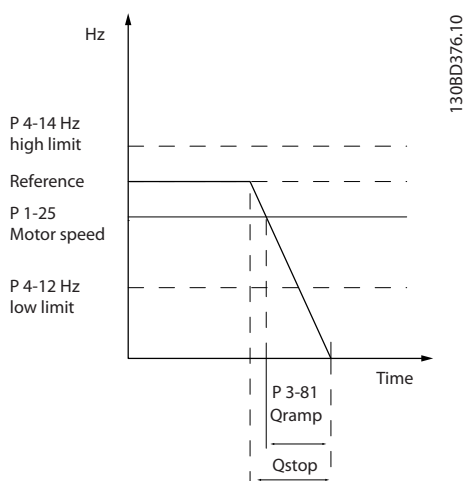 Hz
130BD376.10
P 4-14 Hz
high limit
Reference
P 1-25
Motor speed
P 4-12 Hz
low limit
Time
P 3-81
Qramp
Qstop